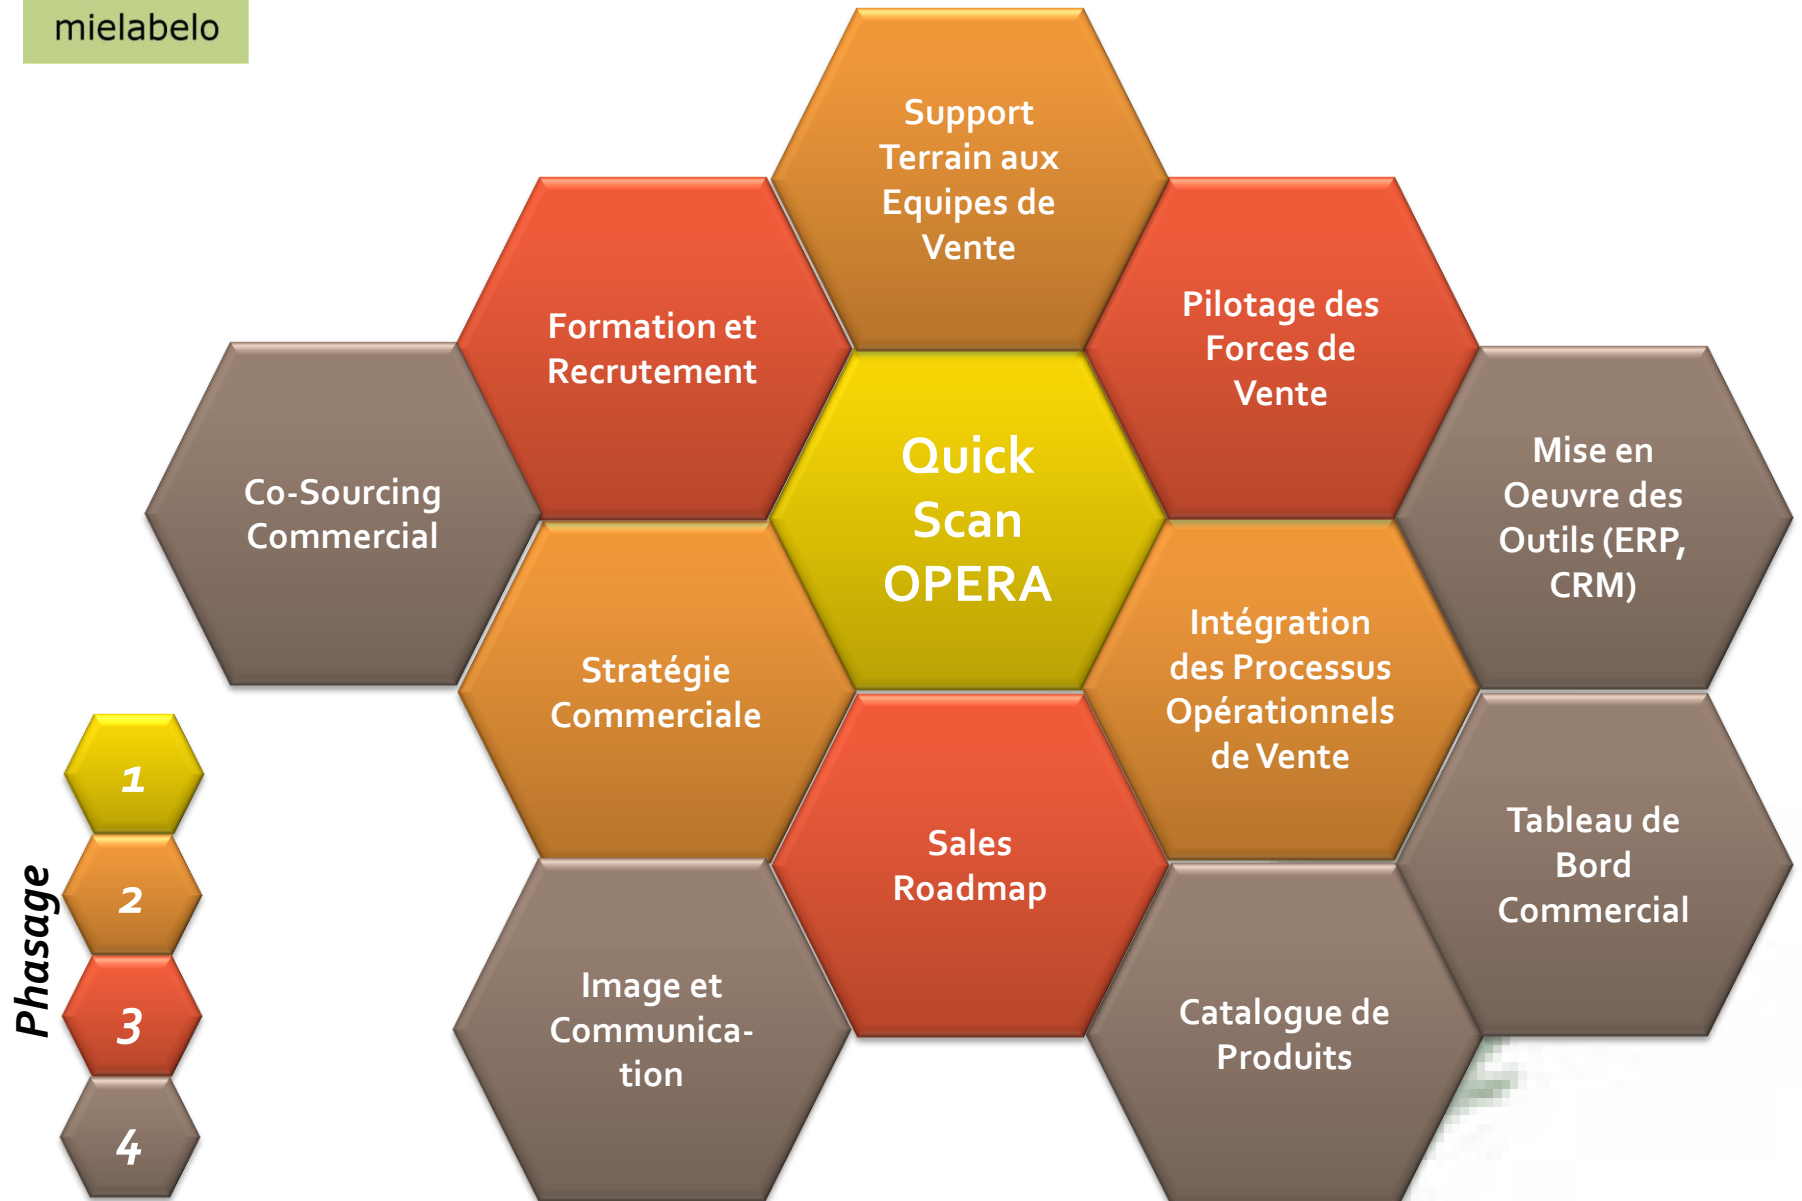 mielabelo
Support
Terrain aux
Equipes de
Vente
Formation et
Recrutement
Pilotage des
Forces de
Vente
Co-Sourcing
Commercial
Quick
Scan
OPERA
Mise en
Oeuvre des
Outils (ERP,
CRM)
Stratégie
Commerciale
Intégration
des Processus
Opérationnels
de Vente
Sales
Roadmap
Tableau de
Bord
Commercial
Image et
Communica-
tion
Catalogue de
Produits
Phasage
1
2
3
4